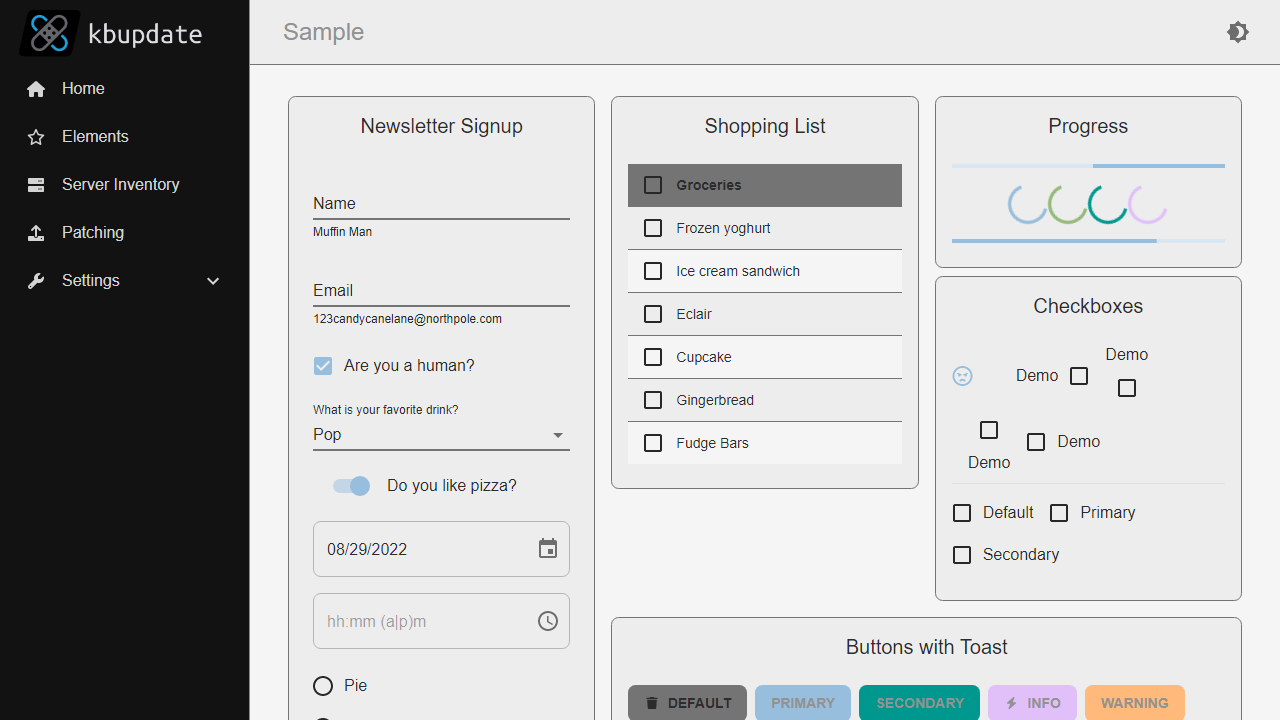 kbupdate
Home
Elements
Server Inventory
Patching
Settings
Sample
Newsletter Signup
Name
Muffin Man
Email
123candycanelane@northpole.com
Are you a human?
What is your favorite drink?
Pop
Do you like pizza?
08/29/2022
hh:mm (a|p)m
Pie
Shopping List
Groceries
Frozen yoghurt
Ice cream sandwich
Eclair
Cupcake
Gingerbread
Fudge Bars
Progress
Checkboxes
Demo
Demo
Demo
Demo
Default
Primary
Secondary
Buttons with Toast
DEFAULT
PRIMARY
SECONDARY
INFO
WARNING